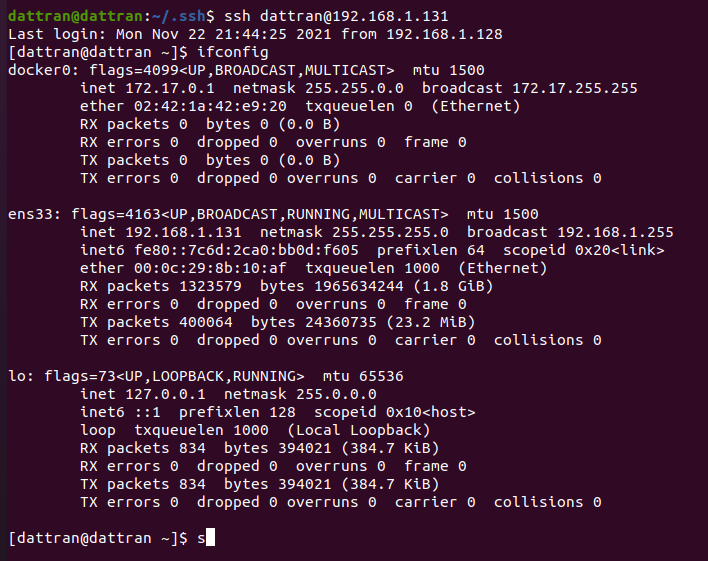 dattran@dattran:~/.ssh$ ssh dattran@192.168.1.131
Last login: Mon Nov 22 21:44:25 2021 from 192.168.1.128
[dattran@dattran ~]$ ifconfig
docker0: flags=4099<UP,BROADCAST,MULTICAST>  mtu 1500
        inet 172.17.0.1  netmask 255.255.0.0  broadcast 172.17.255.255
        ether 02:42:1a:42:e9:20  txqueuelen 0  (Ethernet)
        RX packets 0  bytes 0 (0.0 B)
        RX errors 0  dropped 0  overruns 0  frame 0
        TX packets 0  bytes 0 (0.0 B)
        TX errors 0  dropped 0 overruns 0  carrier 0  collisions 0

ens33: flags=4163<UP,BROADCAST,RUNNING,MULTICAST>  mtu 1500
        inet 192.168.1.131  netmask 255.255.255.0  broadcast 192.168.1.255
        inet6 fe80::7c6d:2ca0:bb0d:f605  prefixlen 64  scopeid 0x20<link>
        ether 00:0c:29:8b:10:af  txqueuelen 1000  (Ethernet)
        RX packets 1323579  bytes 1965634244 (1.8 GiB)
        RX errors 0  dropped 0  overruns 0  frame 0
        TX packets 400064  bytes 24360735 (23.2 MiB)
        TX errors 0  dropped 0 overruns 0  carrier 0  collisions 0

lo: flags=73<UP,LOOPBACK,RUNNING>  mtu 65536
        inet 127.0.0.1  netmask 255.0.0.0
        inet6 ::1  prefixlen 128  scopeid 0x10<host>
        loop  txqueuelen 1000  (Local Loopback)
        RX packets 834  bytes 394021 (384.7 KiB)
        RX errors 0  dropped 0  overruns 0  frame 0
        TX packets 834  bytes 394021 (384.7 KiB)
        TX errors 0  dropped 0 overruns 0  carrier 0  collisions 0

[dattran@dattran ~]$ s